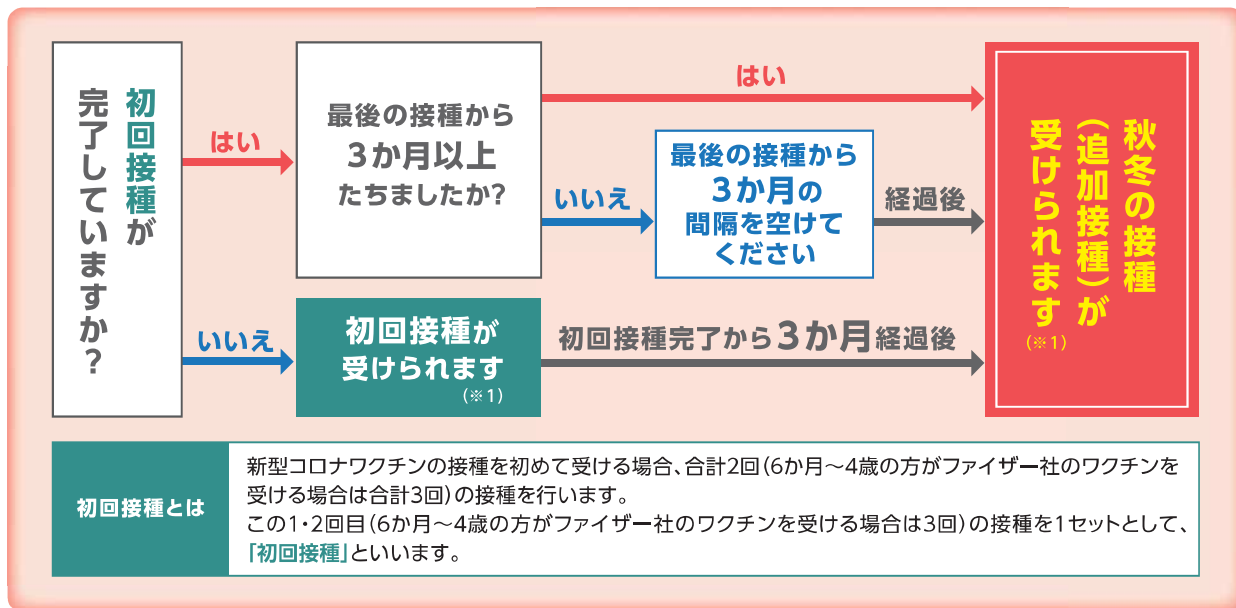 初回接種が
完了していますか？
はい
いいえ
最後の接種から
3か月以上
たちましたか？
はい
いいえ
最後の接種から
3か月の
間隔を空けて
ください
経過後
初回接種が
受けられます
（※1）
初回接種完了から3か月経過後
秋冬の接種
（追加接種）が
受けられます
（※1）
初回接種とは
新型コロナワクチンの接種を初めて受ける場合、合計2回（6か月～4歳の方がファイザー社のワクチンを
受ける場合は合計3回）の接種を行います。
この1・2回目（6か月～4歳の方がファイザー社のワクチンを受ける場合は3回）の接種を1セットとして、
「初回接種」といいます。